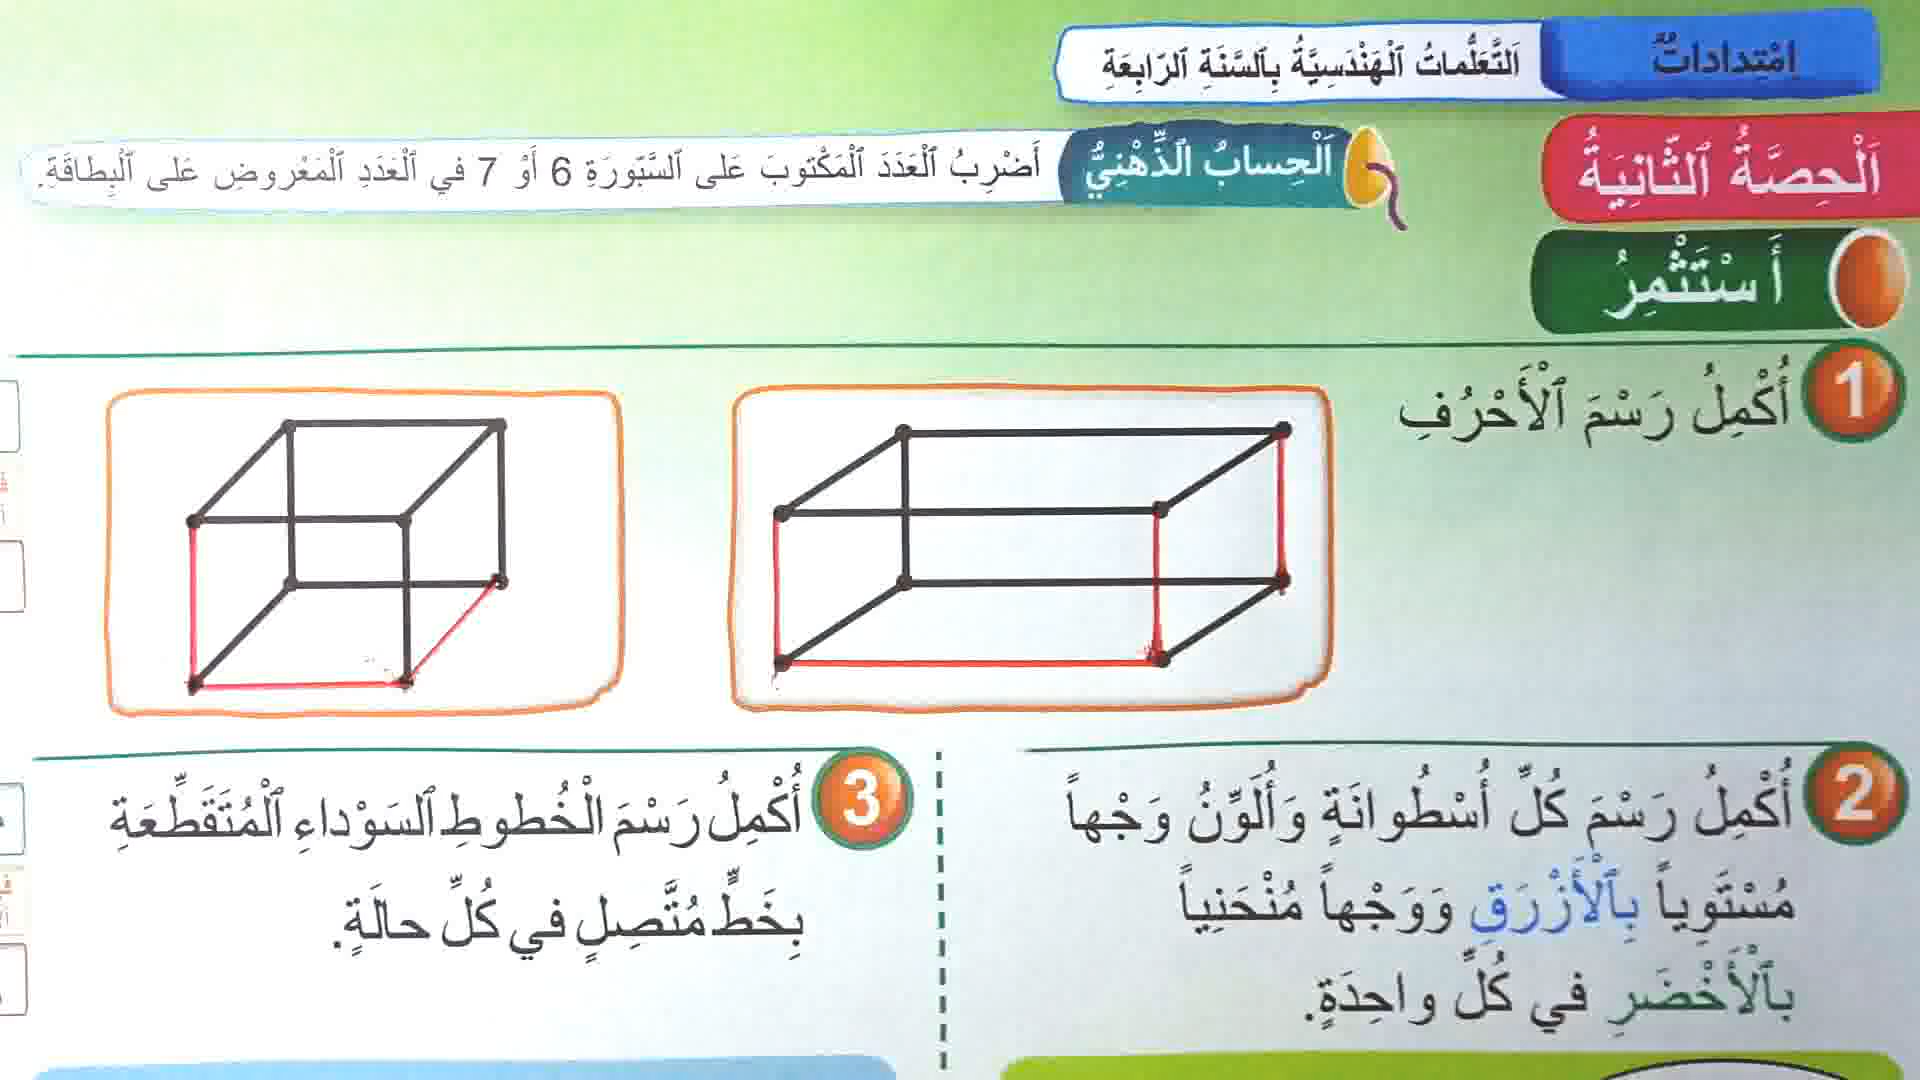 اِمْتِداداتٌ
اَلتَّعَلُّماتُ ٱلْهَنْدَسِيَّةُ بِٱلسَّنَةِ ٱلرّابِعَةِ
اَلْحِصَّةُ ٱلثّانِيَةُ
اَلْحِسابُ ٱلذِّهْنِيُّ
أَضْرِبُ ٱلْعَدَدَ ٱلْمَكْتوبَ عَلى ٱلسَّبّورَةِ 6 أَوْ 7 في ٱلْعَدَدِ ٱلْمَعْروضِ عَلى ٱلْبِطاقَةِ.
أَسْتَثْمِرُ
1
أُكْمِلُ رَسْمَ ٱلْأَحْرُفِ
2
أُكْمِلُ رَسْمَ كُلِّ أُسْطُوانَةٍ وَأُلَوِّنُ وَجْهاً
مُسْتَوِياً بِٱلْأَزْرَقِ وَوَجْهاً مُنْحَنِياً
بِٱلْأَخْضَرِ في كُلِّ واحِدَةٍ.
3
أُكْمِلُ رَسْمَ الْخُطوطِ ٱلسَوْداءِ ٱلْمُتَقَطِّعَةِ
بِخَطٍّ مُتَّصِلٍ في كُلِّ حالَةٍ.